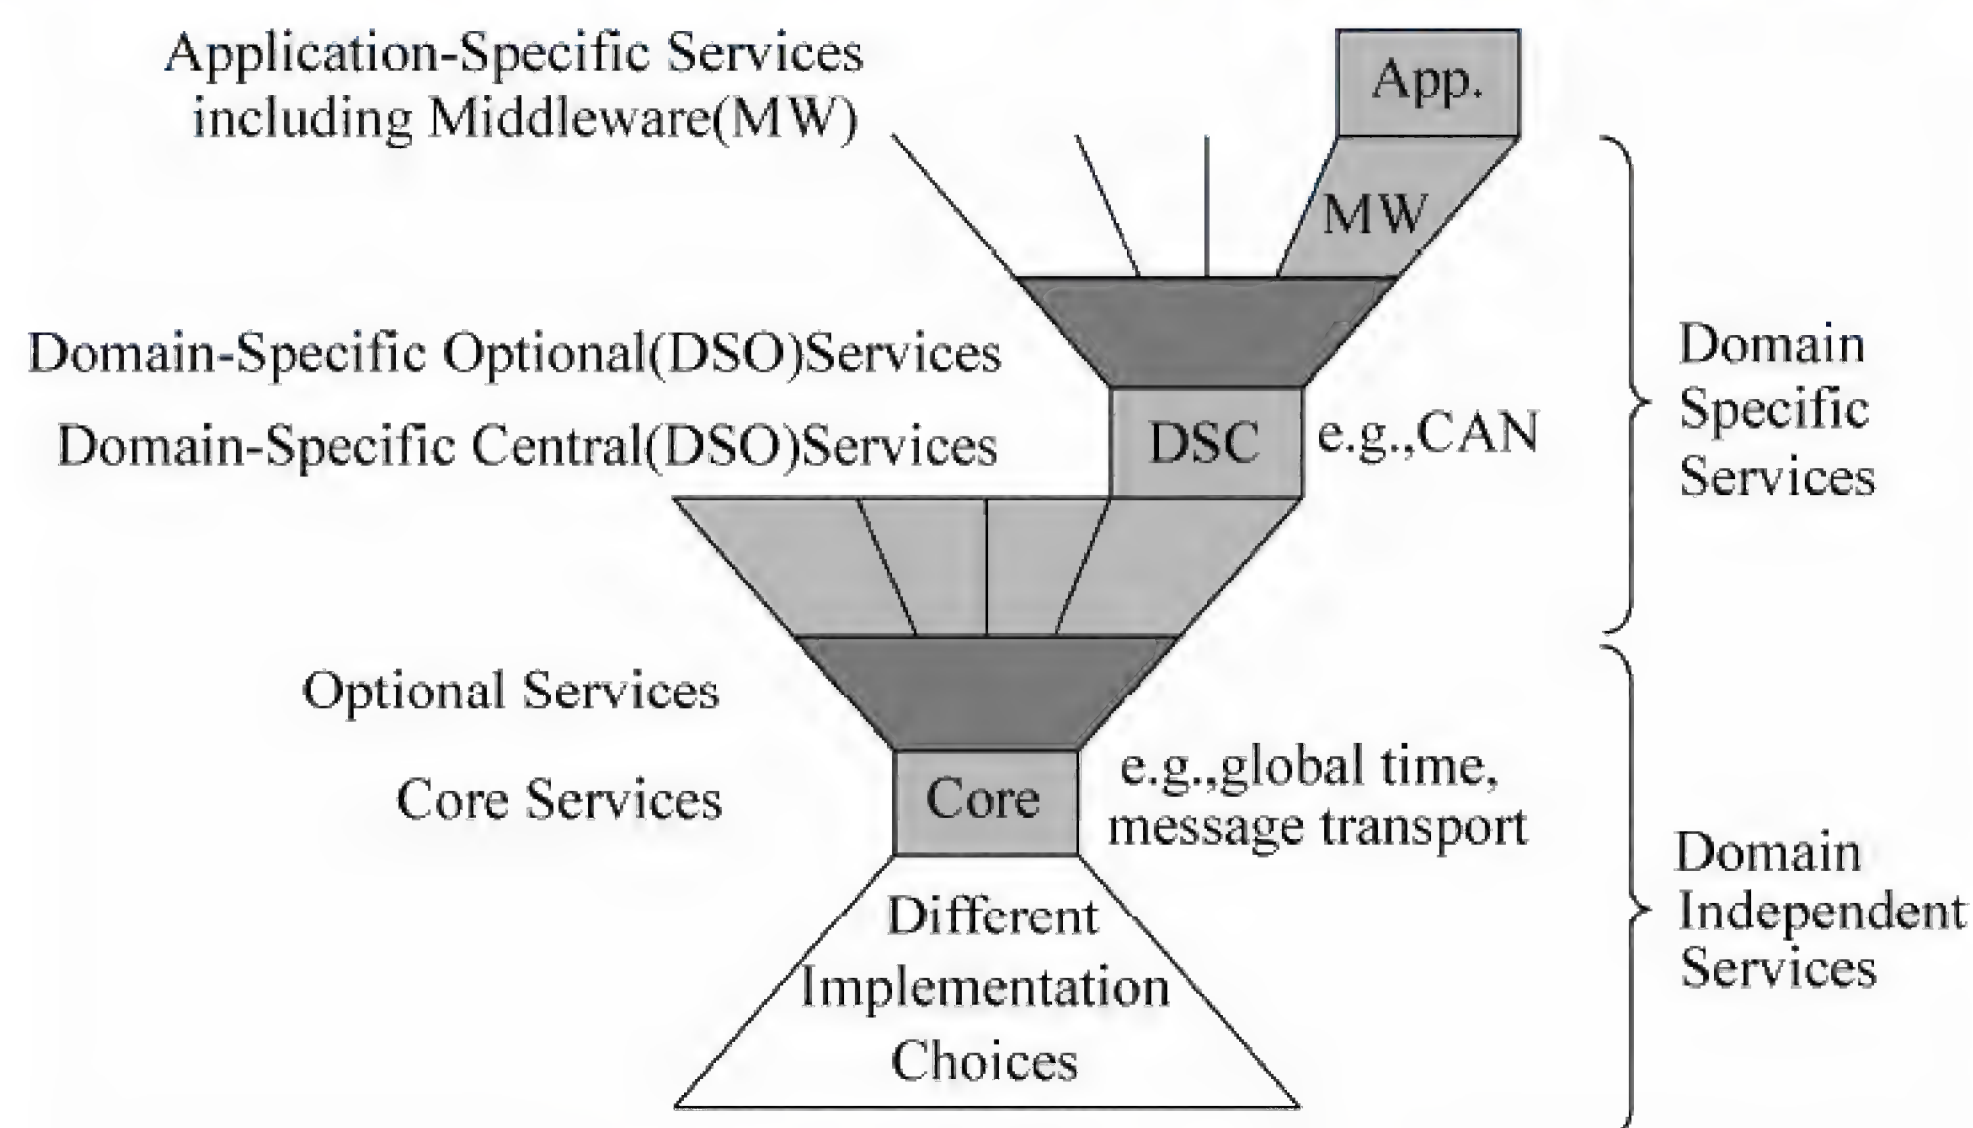 Application-Specific Services
including Middleware(MW)
App.
MW
Domain-Specific Optional(DSO)Services
Domain-Specific Central(DSO)Services
DSC
e.g.,CAN
Domain
Specific
Services
Optional Services
Core Services
Core
e.g.,global time,
message transport
Different
Implementation
Choices
Domain
Independent
Services